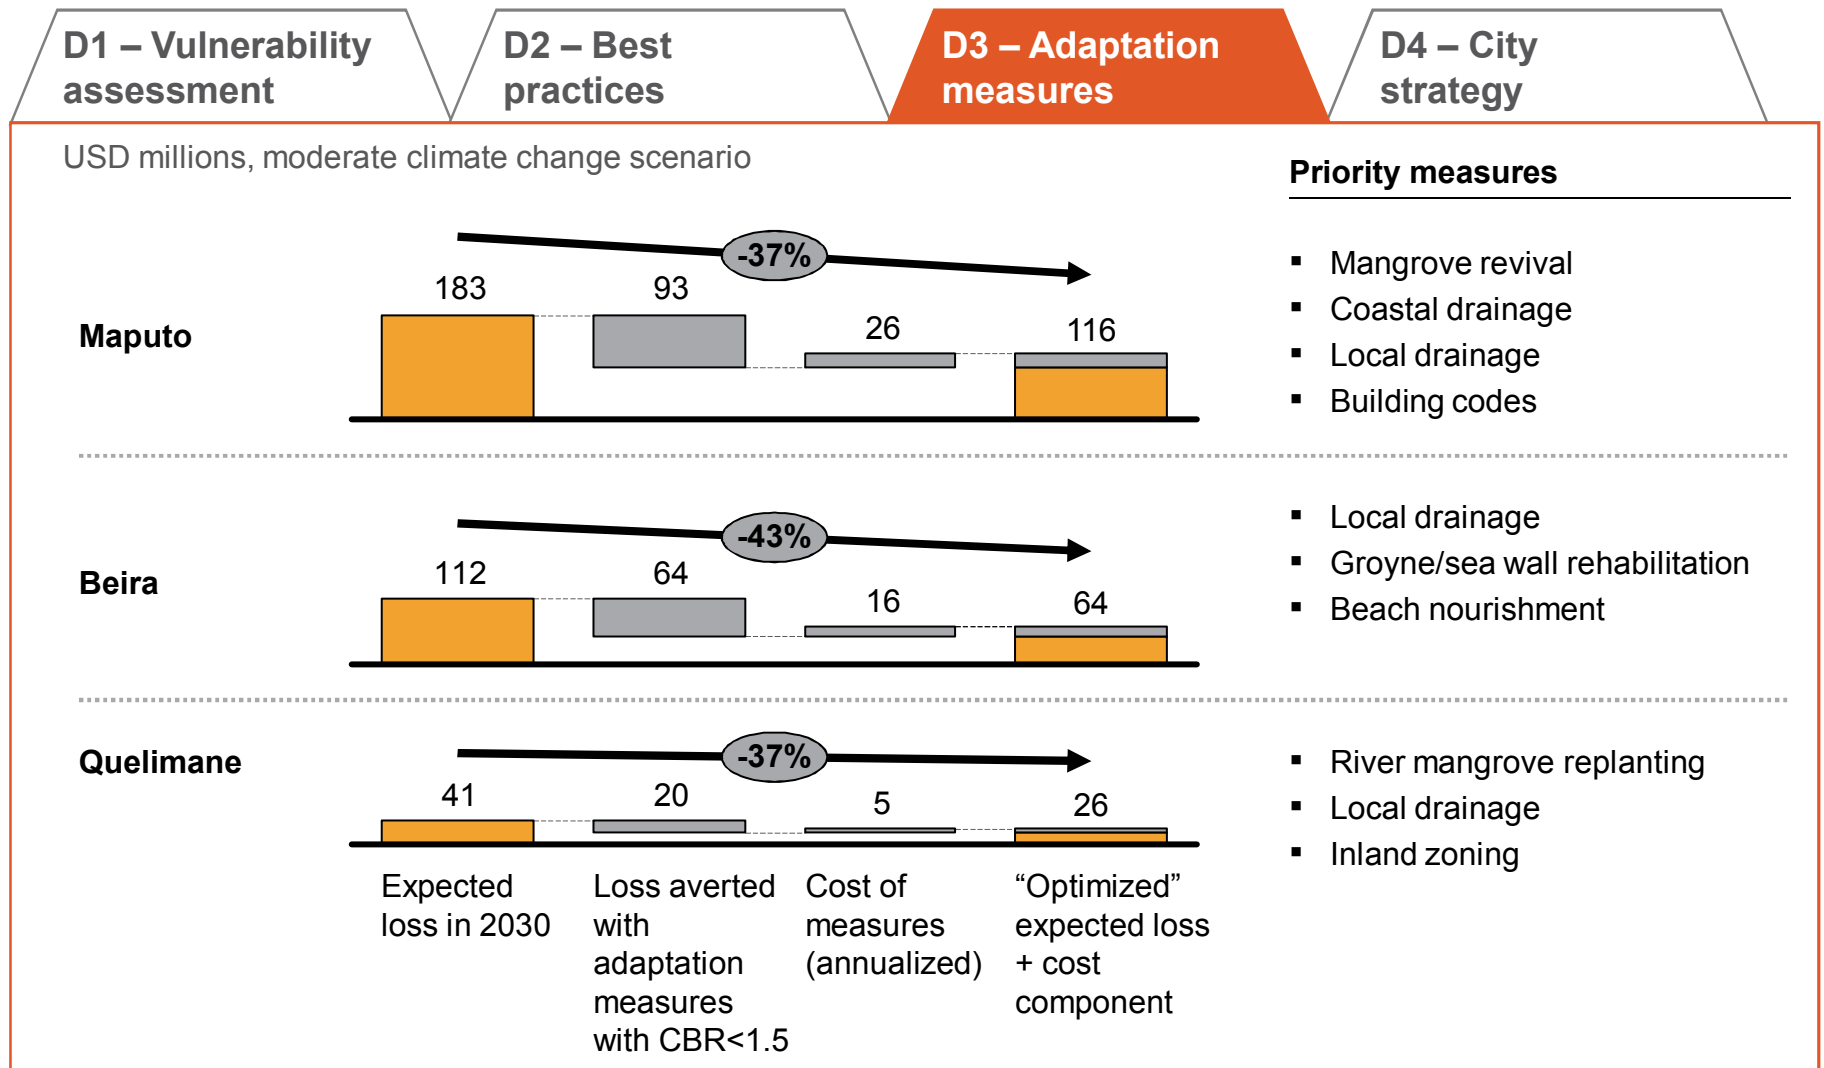 D1 – Vulnerability
assessment
D2 – Best
practices
D3 – Adaptation
measures
D4 – City
strategy
USD millions, moderate climate change scenario
Priority measures
Maputo
-37%
183
93
26
116
▪ Mangrove revival
▪ Coastal drainage
▪ Local drainage
▪ Building codes
Beira
-43%
112
64
16
64
▪ Local drainage
▪ Groyne/sea wall rehabilitation
▪ Beach nourishment
Quelimane
-37%
41
20
5
26
▪ River mangrove replanting
▪ Local drainage
▪ Inland zoning
Expected
loss in 2030
Loss averted
with
adaptation
measures
with CBR<1.5
Cost of
measures
(annualized)
“Optimized”
expected loss
+ cost
component